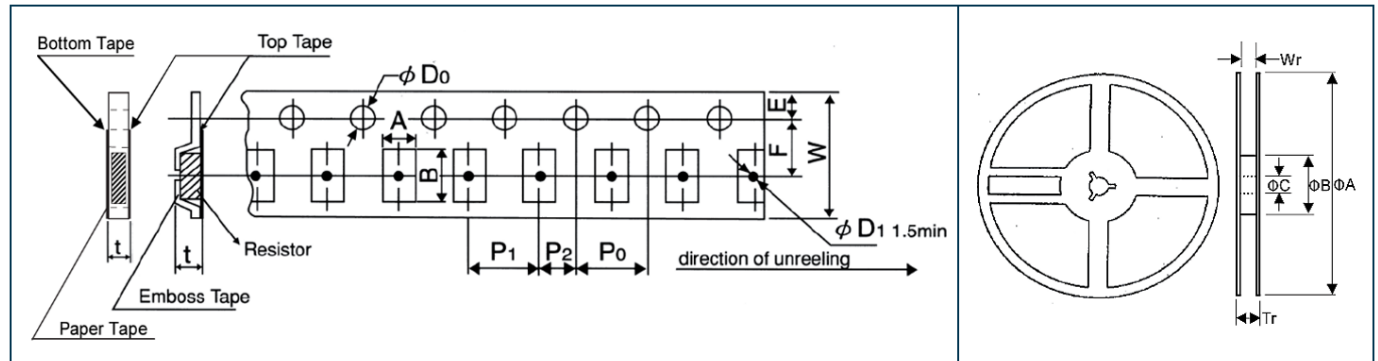 Bottom Tape
Top Tape
ϕ D0
A
B
E
F
W
t
t
Resistor
Emboss Tape
Paper Tape
P1
P2
P0
ϕ D1 1.5min
direction of unreeling
Wr
ΦC
ΦB
ΦA
Tr